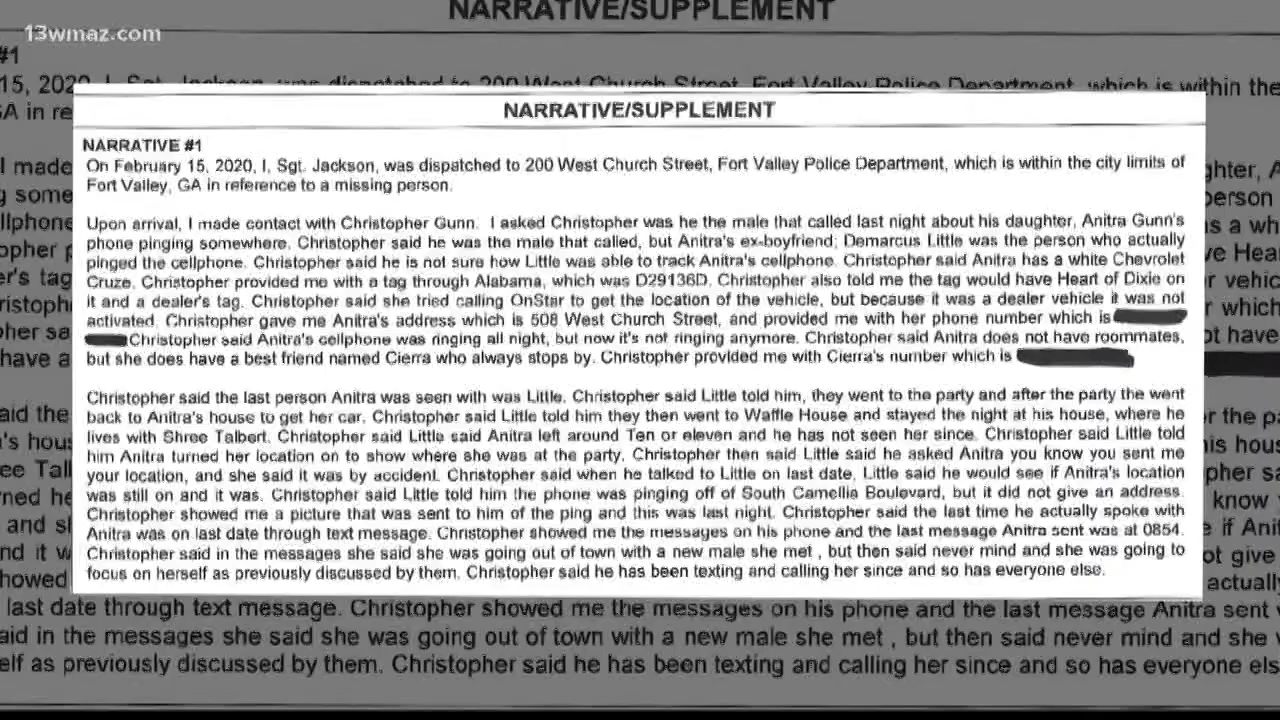 NARRATIVE/SUPPLEMENT
13wmaz.com
#1
15, 2020, I, Sgt. Jackson, was dispatched to 200 West Church Street, Fort Valley Police Department, which is within the
GA in re
NARRATIVE/SUPPLEMENT
NARRATIVE #1
On February 15, 2020, I, Sgt. Jackson, was dispatched to 200 West Church Street, Fort Valley Police Department, which is within the city limits of
Fort Valley, GA in reference to a missing person.
Upon arrival, I made contact with Christopher Gunn. I asked Christopher was he the male that called last night about his daughter, Anitra Gunn's
phone pinging somewhere. Christopher said he was the male that called, but Anitra's ex-boyfriend; Demarcus Little was the person who actually
pinged the cellphone. Christopher said he is not sure how Little was able to track Anitra's cellphone. Christopher said Anitra has a white Chevrolet
Cruze. Christopher provided me with a tag through Alabama, which was D29136D. Christopher also told me the tag would have Heart of Dixie on
it and a dealer's tag. Christopher said she tried calling OnStar to get the location of the vehicle, but because it was a dealer vehicle it was not
activated. Christopher gave me Anitra's address which is 508 West Church Street, and provided me with her phone number which is
Christopher said Anitra's cellphone was ringing all night, but now it's not ringing anymore. Christopher said Anitra does not have roommates,
but she does have a best friend named Cierra who always stops by. Christopher provided me with Cierra's number which is
Christopher said the last person Anitra was seen with was Little. Christopher said Little told him, they went to the party and after the party the went
back to Anitra's house to get her car. Christopher said Little told him they then went to Waffle House and stayed the night at his house, where he
lives with Shree Talbert. Christopher said Little said Anitra left around Ten or eleven and he has not seen her since. Christopher said Little told
him Anitra turned her location on to show where she was at the party. Christopher then said Little said he asked Anitra you know you sent me
your location, and she said it was by accident. Christopher said when he talked to Little on last date, Little said he would see if Anitra's location
was still on and it was. Christopher said Little told him the phone was pinging off of South Camellia Boulevard, but it did not give an address.
Christopher showed me a picture that was sent to him of the ping and this was last night. Christopher said the last time he actually spoke with
Anitra was on last date through text message. Christopher showed me the messages on his phone and the last message Anitra sent was at 0854.
Christopher said in the messages she said she was going out of town with a new male she met , but then said never mind and she was going to
focus on herself as previously discussed by them. Christopher said he has been texting and calling her since and so has everyone else.
last date through text message. Christopher showed me the messages on his phone and the last message Anitra sent
aid in the messages she said she was going out of town with a new male she met , but then said never mind and she
elf as previously discussed by them. Christopher said he has been texting and calling her since and so has everyone els